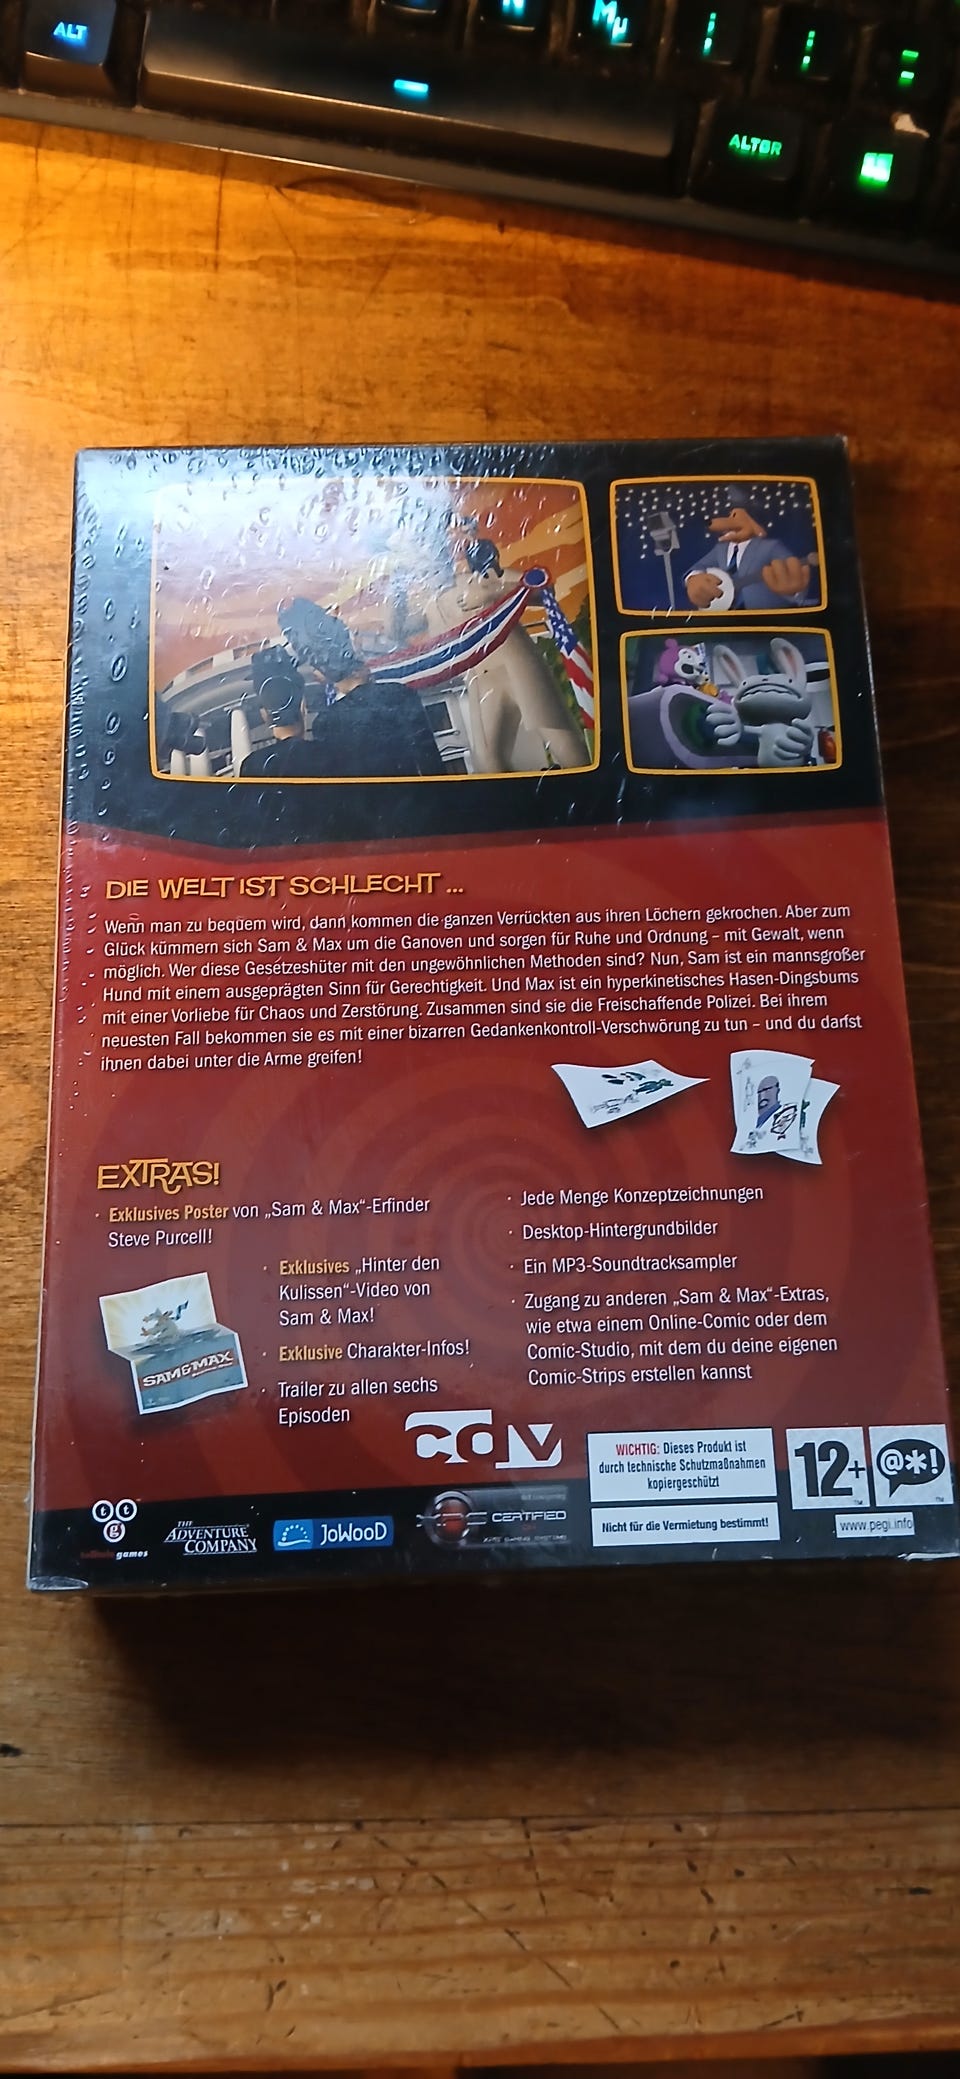 ALT
N
Mµ
ALTGR
DIE WELT IST SCHLECHT ...
Wenn man zu bequem wird, dann kommen die ganzen Verrückten aus ihren Löchern gekrochen. Aber zum
Glück kümmern sich Sam & Max um die Ganoven und sorgen für Ruhe und Ordnung – mit Gewalt, wenn
möglich. Wer diese Gesetzeshüter mit den ungewöhnlichen Methoden sind? Nun, Sam ist ein mannsgroßer
Hund mit einem ausgeprägten Sinn für Gerechtigkeit. Und Max ist ein hyperkinetisches Hasen-Dingsbums
mit einer Vorliebe für Chaos und Zerstörung. Zusammen sind sie die Freischaffende Polizei. Bei ihrem
neuesten Fall bekommen sie es mit einer bizarren Gedankenkontroll-Verschwörung zu tun – und du darfst
ihnen dabei unter die Arme greifen!
EXTRAS!
· Exklusives Poster von „Sam & Max“-Erfinder
Steve Purcell!
· Exklusives „Hinter den
Kulissen“-Video von
Sam & Max!
· Exklusive Charakter-Infos!
· Trailer zu allen sechs
Episoden
SAM & MAX
· Jede Menge Konzeptzeichnungen
· Desktop-Hintergrundbilder
· Ein MP3-Soundtracksampler
· Zugang zu anderen „Sam & Max“-Extras,
wie etwa einem Online-Comic oder dem
Comic-Studio, mit dem du deine eigenen
Comic-Strips erstellen kannst
cdv
WICHTIG: Dieses Produkt ist
durch technische Schutzmaßnahmen
kopiergeschützt
Nicht für die Vermietung bestimmt!
12+
@*!
www.pegi.info
ttg
telltale games
THE
ADVENTURE
COMPANY
JoWooD
CERTIFIED